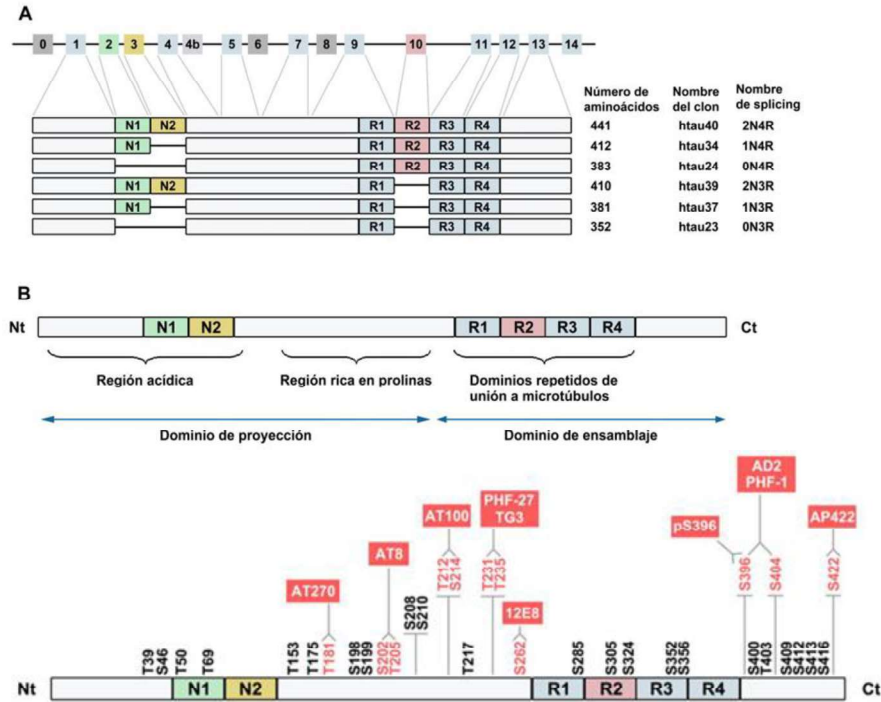 A
0 1 2 3 4 4b 5 6 7 8 9 10 11 12 13 14
Número de aminoácidos
Nombre del clon
Nombre de splicing
N1 N2 R1 R2 R3 R4 441 htau40 2N4R
N1 R1 R2 R3 R4 412 htau34 1N4R
R1 R2 R3 R4 383 htau24 0N4R
N1 N2 R1 R3 R4 410 htau39 2N3R
N1 R1 R3 R4 381 htau37 1N3R
R1 R3 R4 352 htau23 0N3R
B
Nt N1 N2 R1 R2 R3 R4 Ct
Región acídica
Región rica en prolinas
Dominios repetidos de
unión a microtúbulos
Dominio de proyección
Dominio de ensamblaje
AT270
AT8
AT100
PHF-27
TG3
12E8
pS396
AD2
PHF-1
AP422
T39 S46 T50 T69 T153 T175 T181 S198 S199 S202 T205 S208 S210 T212 S214 T217 T231 T235 S262 S285 S305 S324 S352 S356 S396 S400 T403 S404 S409 S412 S413 S416 S422
Nt N1 N2 R1 R2 R3 R4 Ct